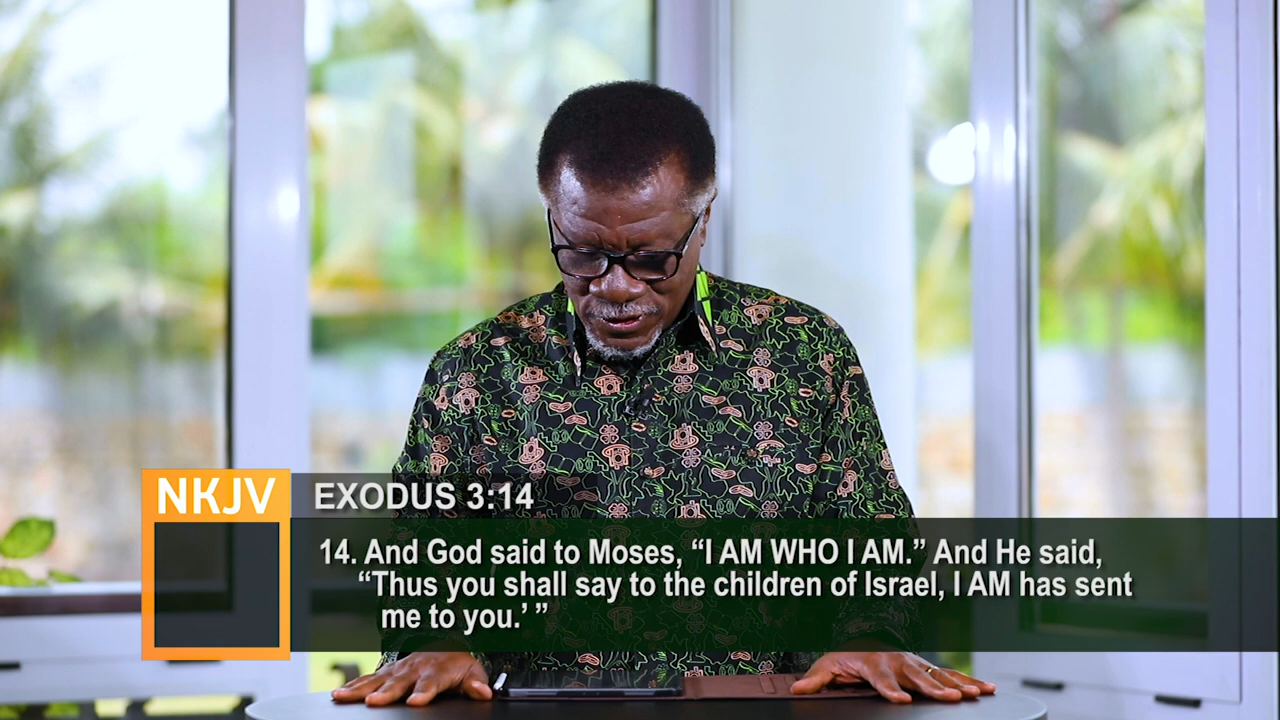 NKJV
EXODUS 3:14
14. And God said to Moses, “I AM WHO I AM.” And He said,
“Thus you shall say to the children of Israel, I AM has sent
me to you.’ ”